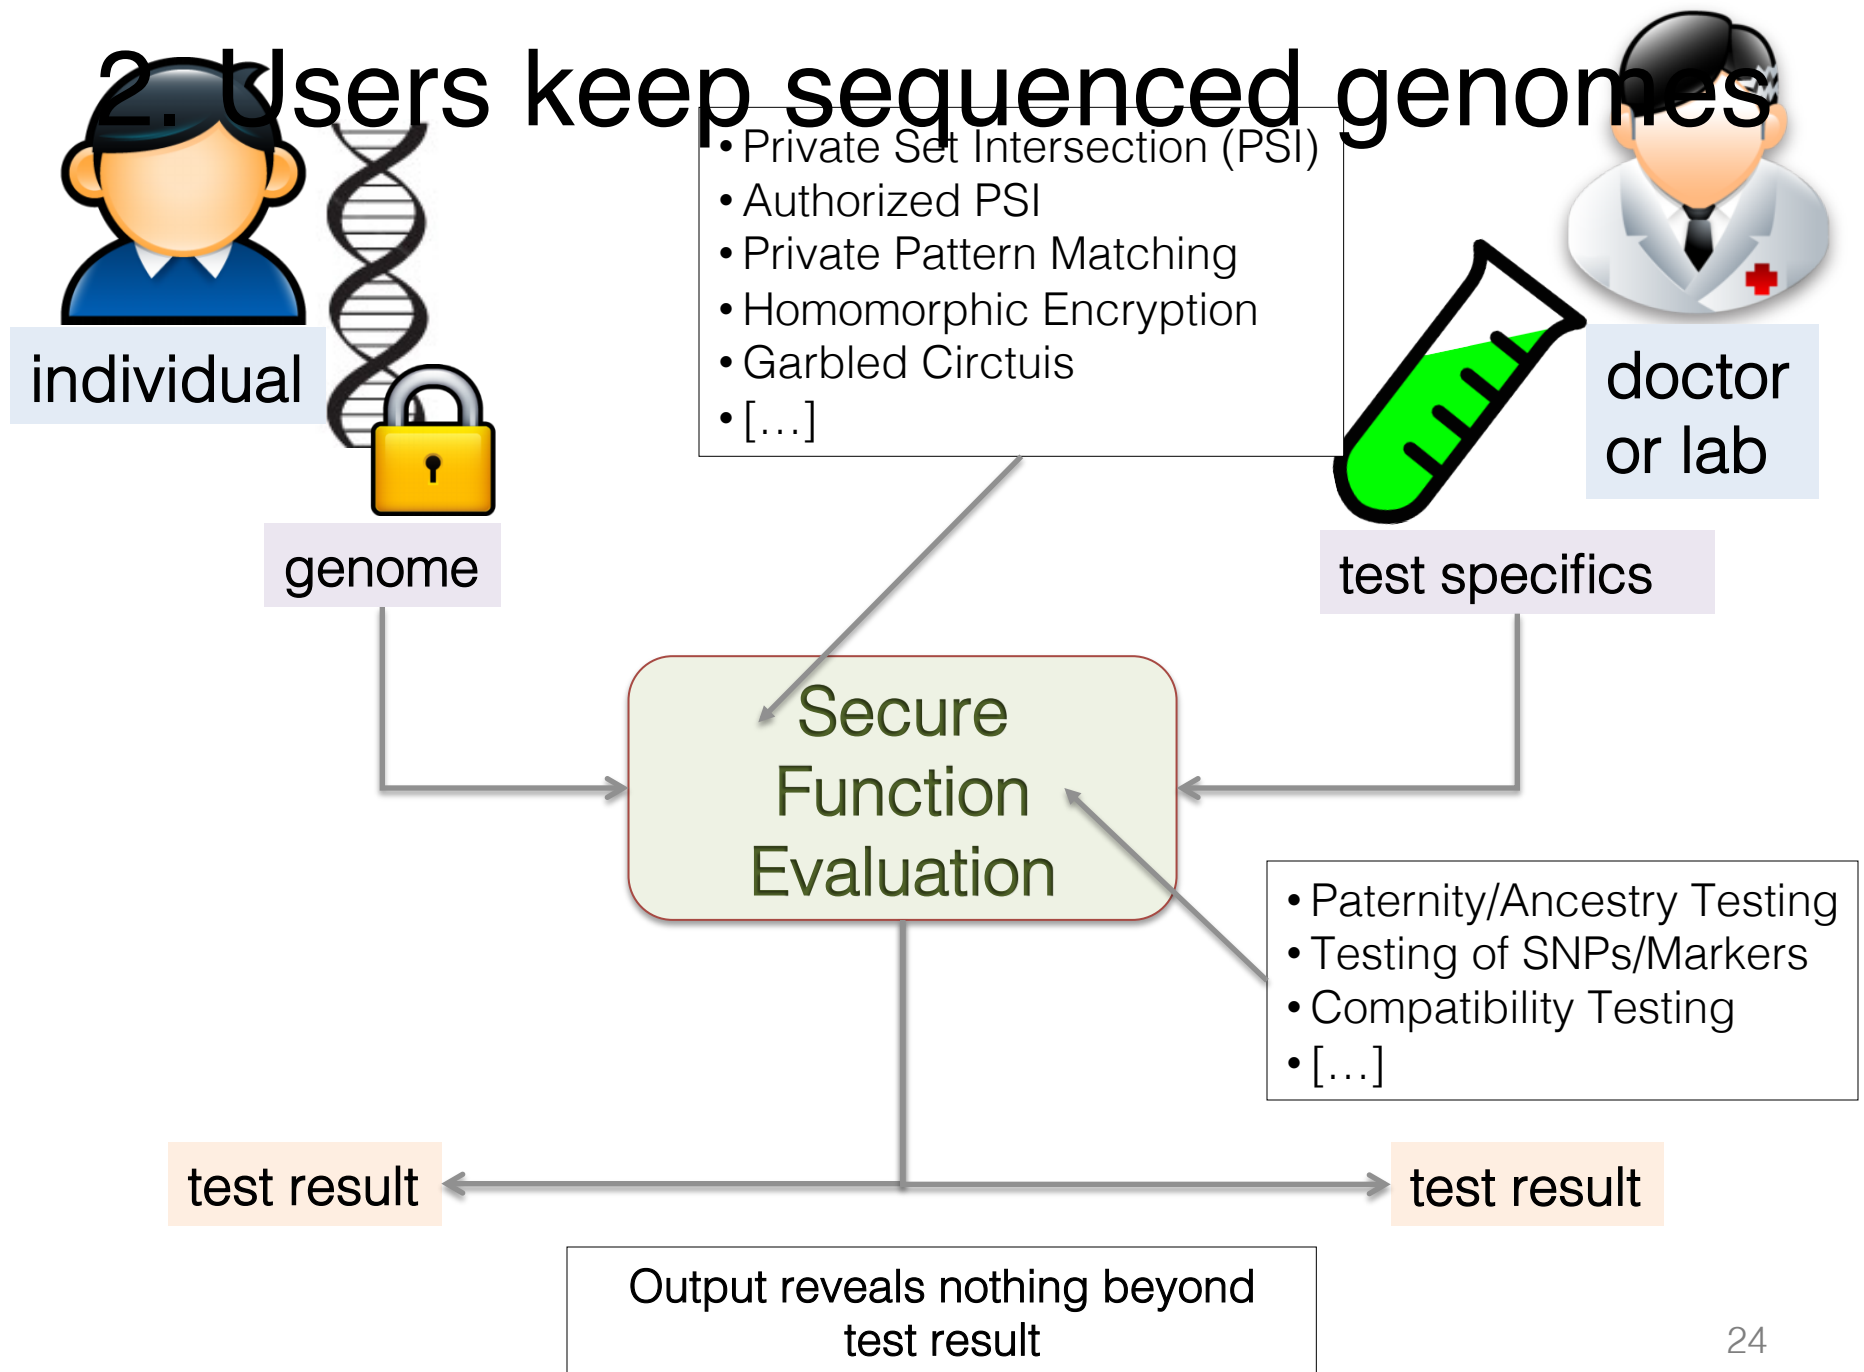 2. Users keep sequenced genomes
• Private Set Intersection (PSI)
• Authorized PSI
• Private Pattern Matching
• Homomorphic Encryption
• Garbled Circtuis
• […]
individual
doctor
or lab
genome
test specifics
Secure
Function
Evaluation
• Paternity/Ancestry Testing
• Testing of SNPs/Markers
• Compatibility Testing
• […]
test result
test result
Output reveals nothing beyond
test result
24